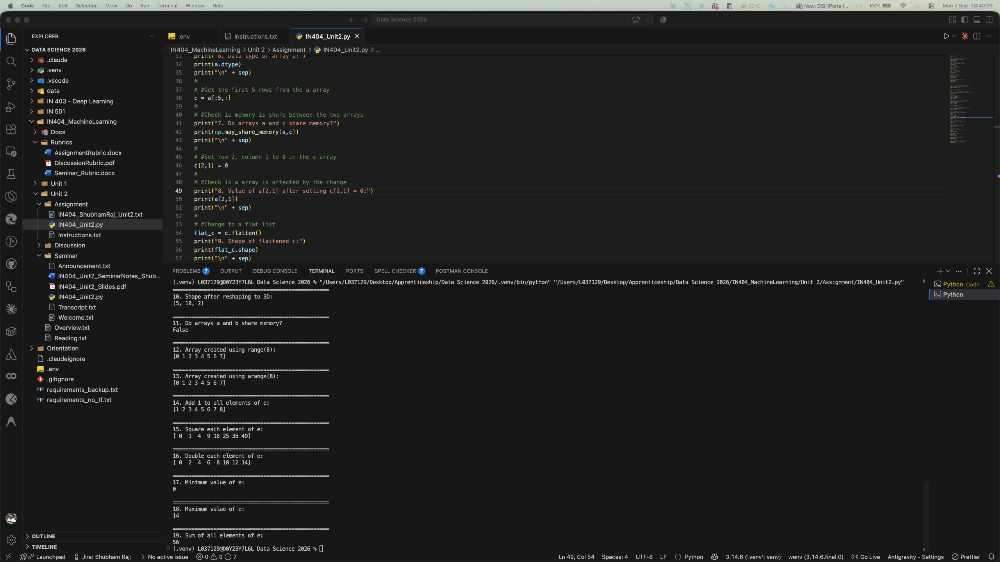 Code File Edit Selection View Go Run Terminal Window Help
29°C
Now: DSH/Portal/...
100%
Mon 7 Sep 18:40:29
Data Science 2026
EXPLORER
DATA SCIENCE 2026
.claude
.venv
.vscode
data
IN 403 - Deep Learning
IN 501
IN404_MachineLearning
Docs
Rubrics
AssignmentRubric.docx
DiscussionRubric.pdf
Seminar_Rubric.docx
Unit 1
Unit 2
Assignment
IN404_ShubhamRaj_Unit2.txt
IN404_Unit2.py
Instructions.txt
Discussion
Seminar
Announcement.txt
IN404_Unit2_SeminarNotes_Shub...
IN404_Unit2_Slides.pdf
IN404_Unit2.py
Transcript.txt
Welcome.txt
Overview.txt
Reading.txt
Orientation
.claudeignore
.env
.gitignore
requirements_backup.txt
requirements_no_tf.txt
OUTLINE
TIMELINE
.env
Instructions.txt
IN404_Unit2.py
IN404_MachineLearning > Unit 2 > Assignment > IN404_Unit2.py > ...
33 print("6. Data type of array a:")
34 print(a.dtype)
35 print("\n" + sep)
36 #
37 # #Get the first 5 rows from the a array
38 c = a[:5,:]
39 #
40 # #Check is memory is share between the two arrays
41 print("7. Do arrays a and c share memory?")
42 print(np.may_share_memory(a,c))
43 print("\n" + sep)
44 #
45 # #Set row 2, column 1 to 0 in the c array
46 c[2,1] = 0
47 #
48 # #Check is a array is affected by the change
49 print("8. Value of a[2,1] after setting c[2,1] = 0:")
50 print(a[2,1])
51 print("\n" + sep)
52 #
53 # #Change to a flat list
54 flat_c = c.flatten()
55 print("9. Shape of flattened c:")
56 print(flat_c.shape)
57 print("\n" + sep)
PROBLEMS 7 OUTPUT DEBUG CONSOLE TERMINAL PORTS SPELL CHECKER 7 POSTMAN CONSOLE
(.venv) L037129@D0Y23Y7L6L Data Science 2026 % "/Users/L037129/Desktop/Apprenticeship/Data Science 2026/.venv/bin/python" "/Users/L037129/Desktop/Apprenticeship/Data Science 2026/IN404_MachineLearning/Unit 2/Assignment/IN404_Unit2.py"
==================================================
10. Shape after reshaping to 3D:
(5, 10, 2)
==================================================
11. Do arrays a and b share memory?
False
==================================================
12. Array created using range(8):
[0 1 2 3 4 5 6 7]
==================================================
13. Array created using arange(8):
[0 1 2 3 4 5 6 7]
==================================================
14. Add 1 to all elements of e:
[1 2 3 4 5 6 7 8]
==================================================
15. Square each element of e:
[ 0  1  4  9 16 25 36 49]
==================================================
16. Double each element of e:
[ 0  2  4  6  8 10 12 14]
==================================================
17. Minimum value of e:
0
==================================================
18. Maximum value of e:
14
==================================================
19. Sum of all elements of e:
56
(.venv) L037129@D0Y23Y7L6L Data Science 2026 %
Python Code
Python
Launchpad Jira: Shubham Raj: > No active issue 0 0 7
Ln 49, Col 54 Spaces: 4 UTF-8 LF { } Python 3.14.6 ('.venv': venv) .venv (3.14.6.final.0) Go Live Antigravity - Settings Prettier